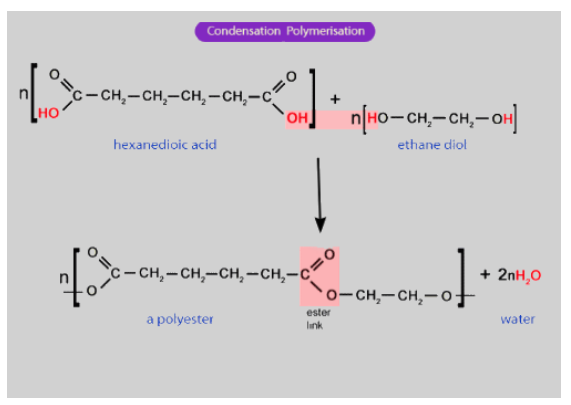 Condensation Polymerisation
n[HO O C–CH₂–CH₂–CH₂–CH₂–C O OH] + n[HO–CH₂–CH₂–OH]
hexanedioic acid ethane diol
n[O O C–CH₂–CH₂–CH₂–CH₂–C O O–CH₂–CH₂–O] + 2nH₂O
ester
link
a polyester water